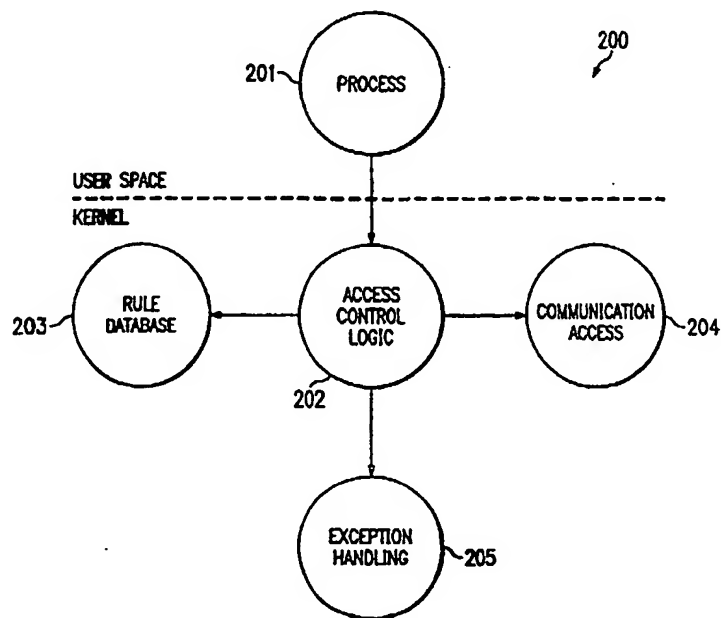 200
201
PROCESS
USER SPACE
KERNEL
203
RULE
DATABASE
ACCESS
CONTROL
LOGIC
202
COMMUNICATION
ACCESS
204
EXCEPTION
HANDLING
205